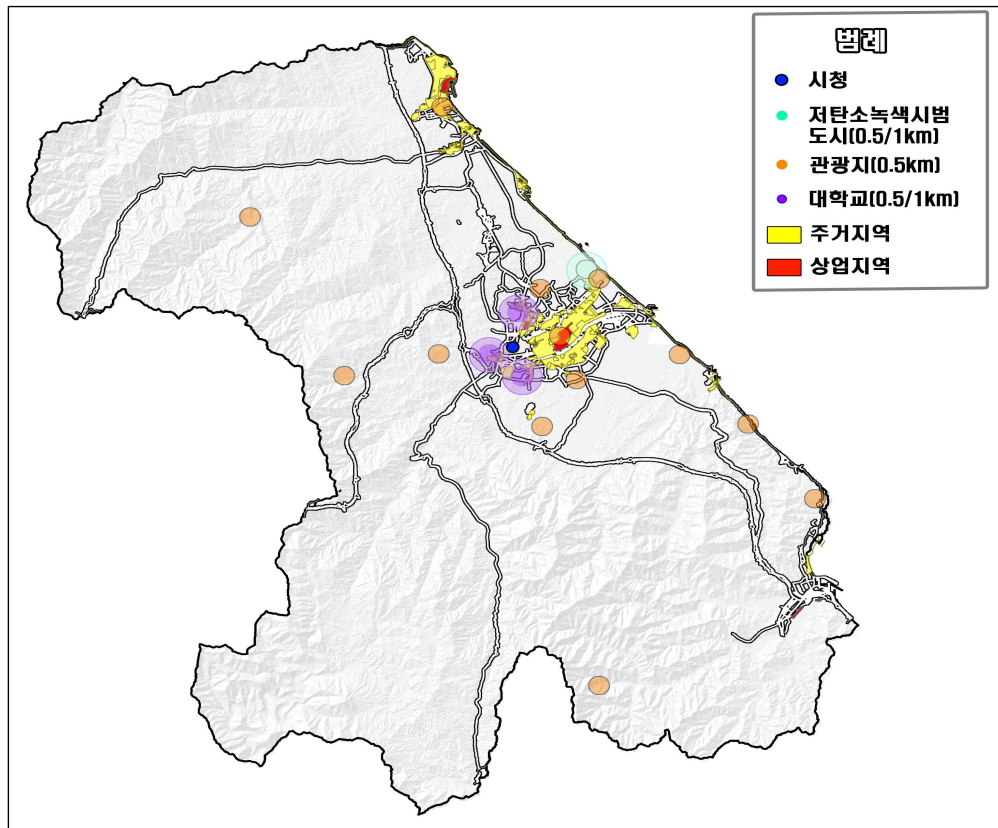 범례
시청
저탄소녹색시범
도시(0.5/1km)
관광지(0.5km)
대학교(0.5/1km)
주거지역
상업지역